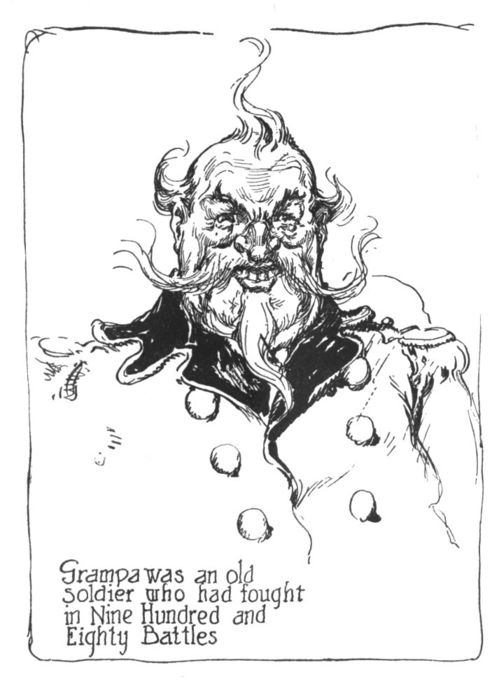 Grampa was an old
soldier who had fought
in Nine Hundred and
Eighty Battles